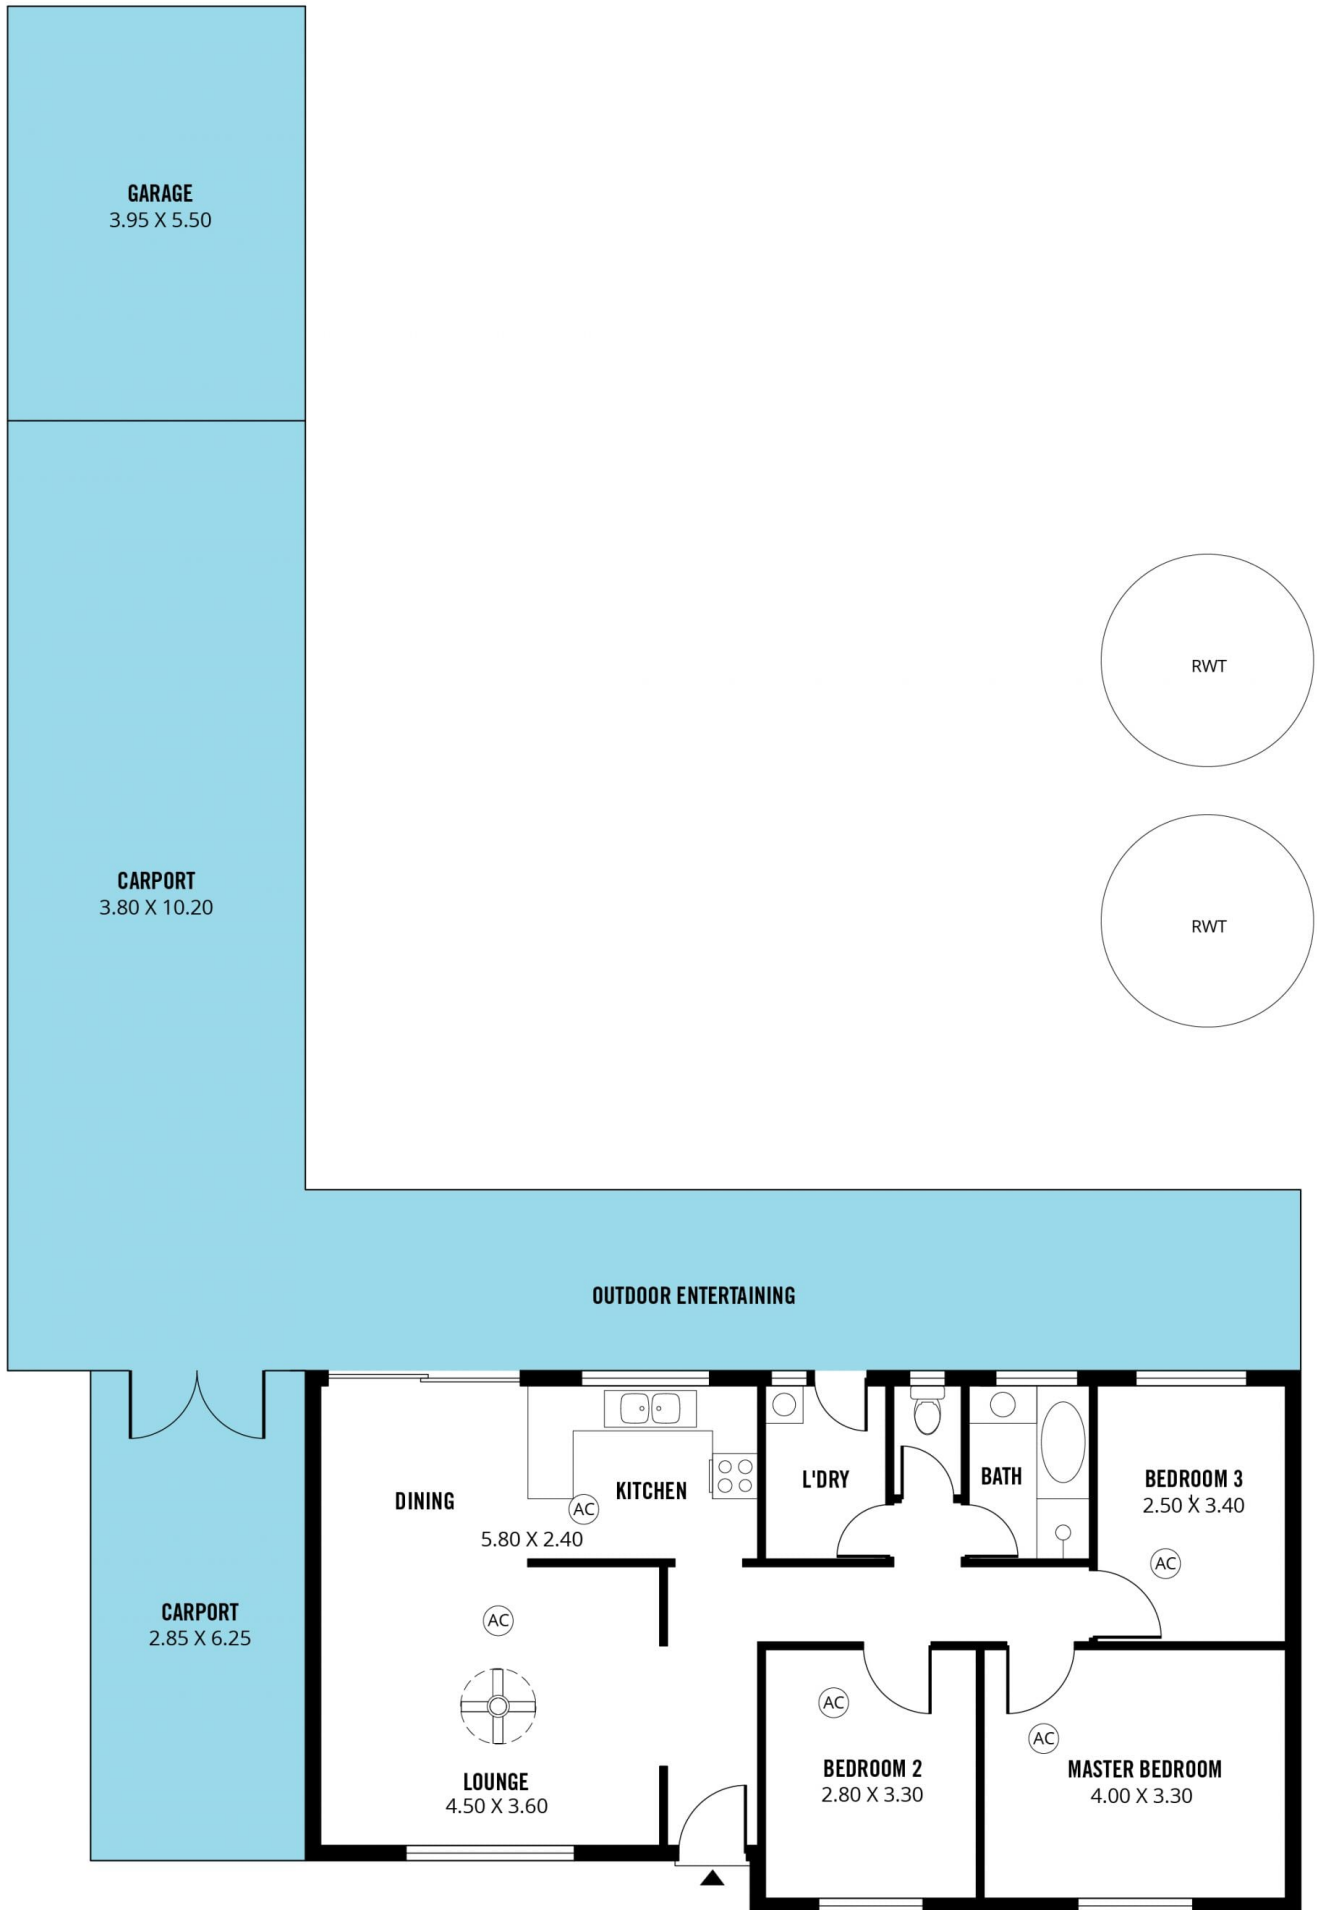 GARAGE
3.95 X 5.50
RWT
CARPORT
3.80 X 10.20
RWT
OUTDOOR ENTERTAINING
DINING
KITCHEN
AC
5.80 X 2.40
L'DRY
BATH
BEDROOM 3
2.50 X 3.40
AC
CARPORT
2.85 X 6.25
AC
LOUNGE
4.50 X 3.60
AC
BEDROOM 2
2.80 X 3.30
AC
MASTER BEDROOM
4.00 X 3.30